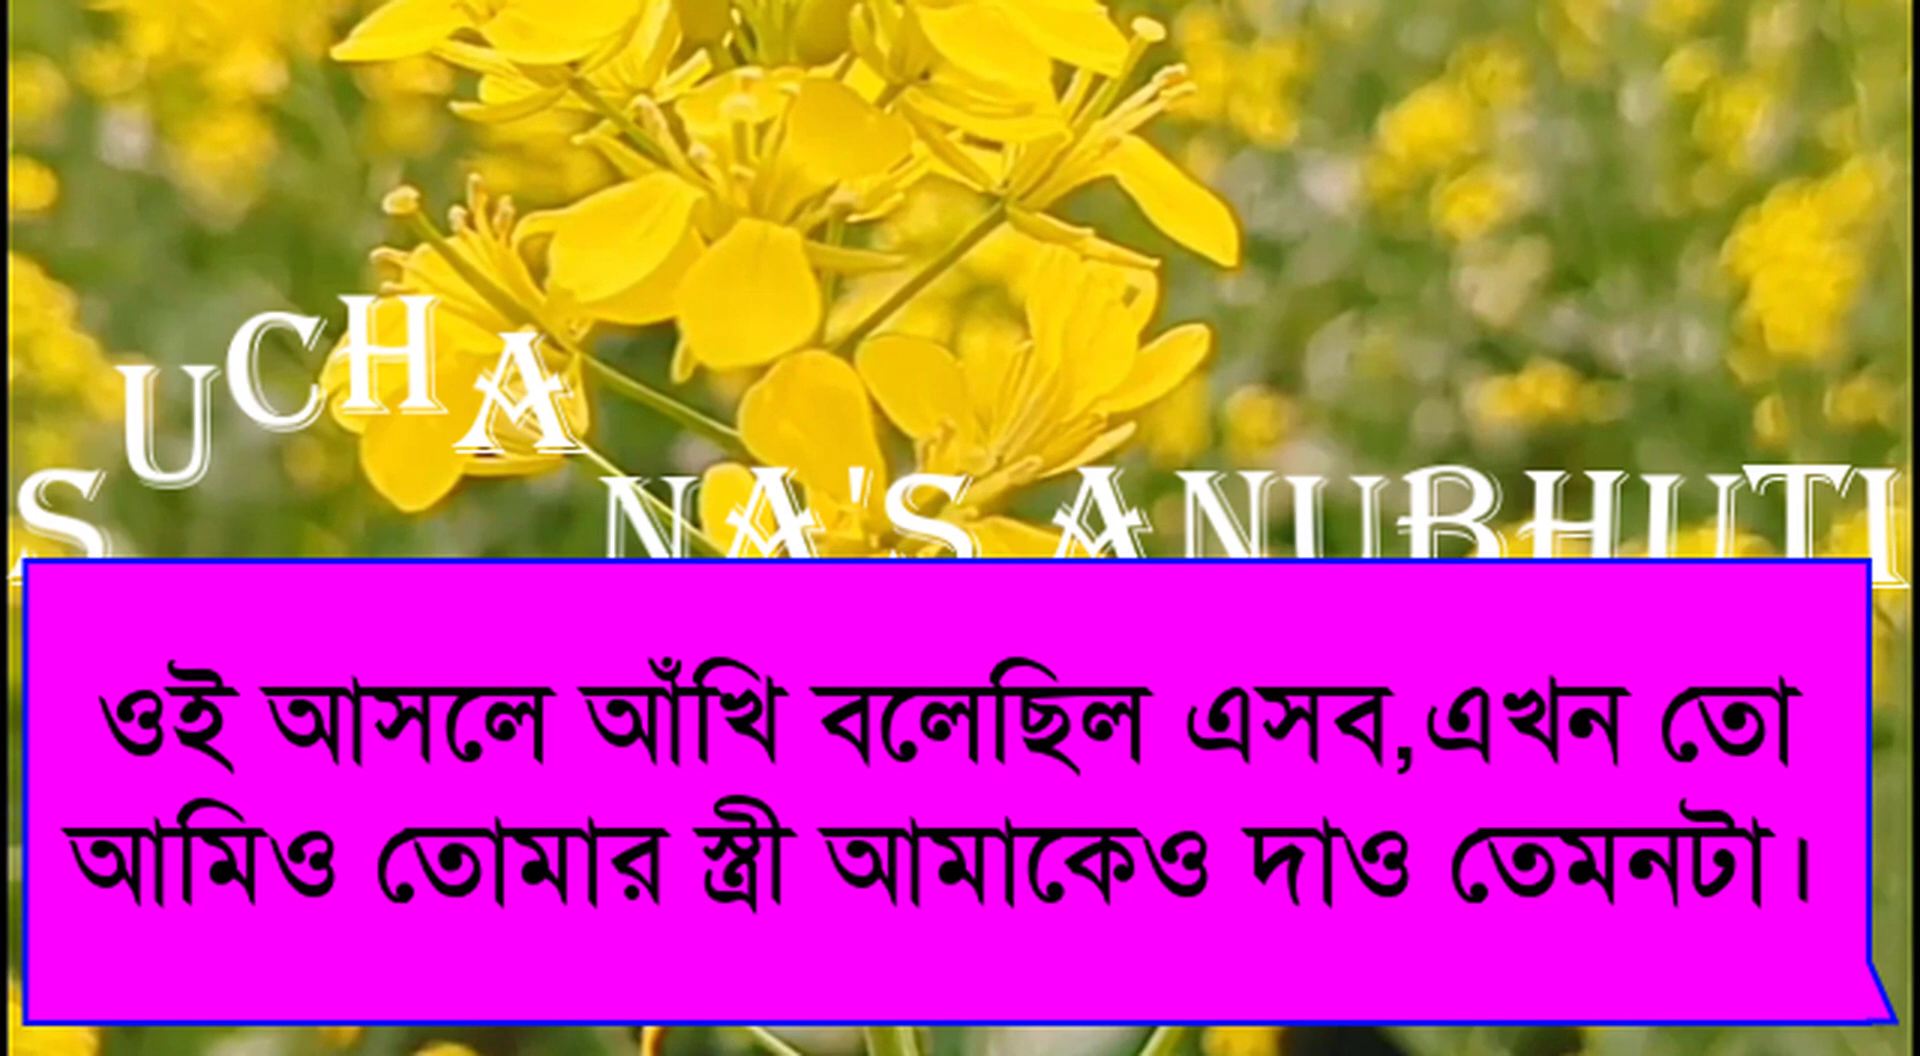 SUCHANA'S ANUBHUTI
ওই আসলে আঁখি বলেছিল এসব,এখন তো
আমিও তোমার স্ত্রী আমাকেও দাও তেমনটা।